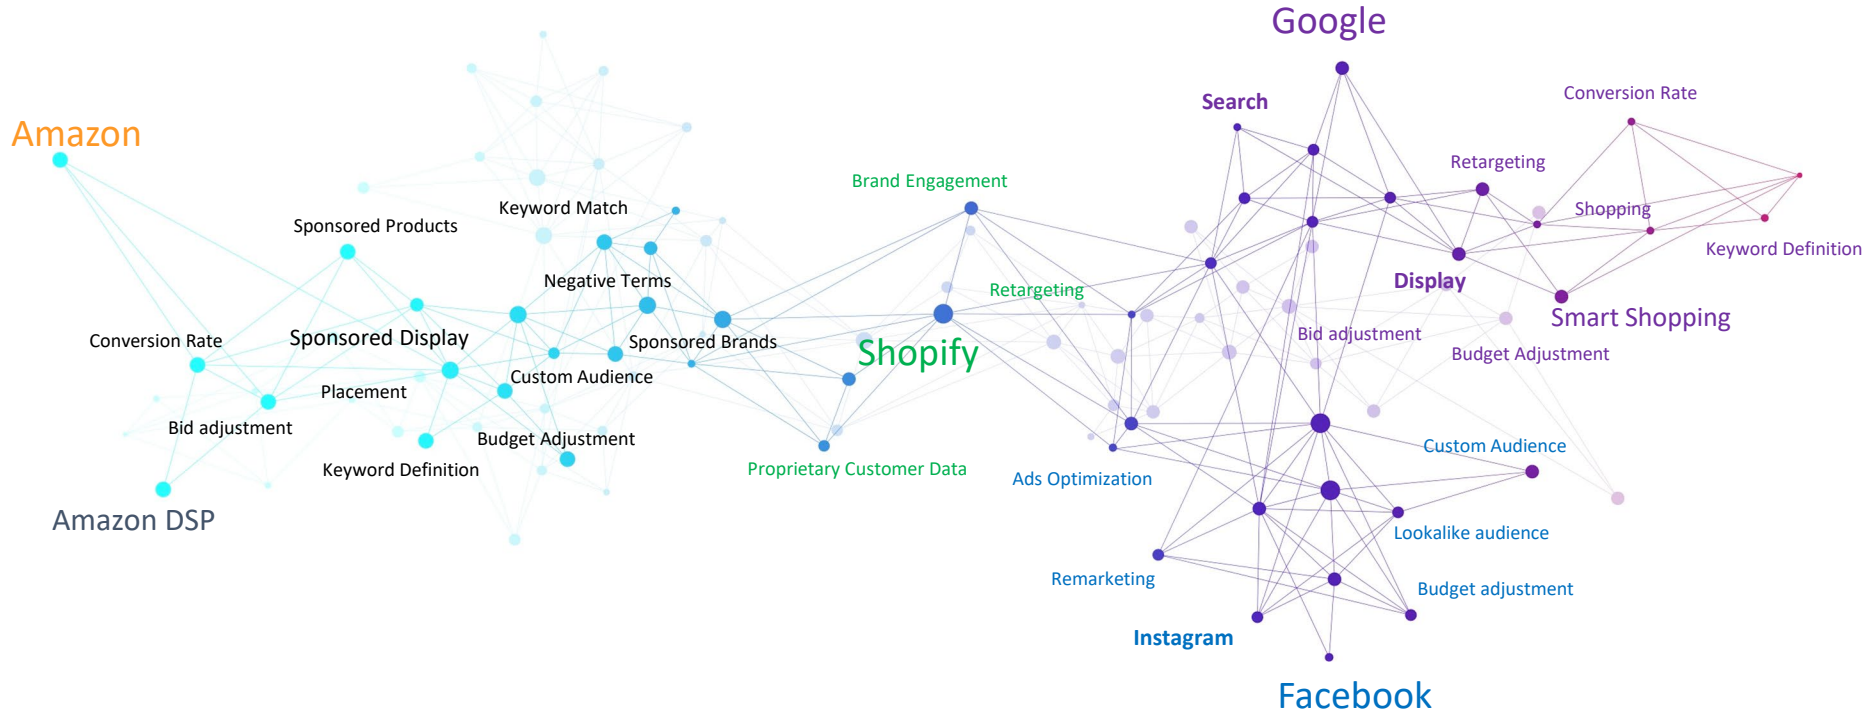 Amazon
Sponsored Products
Keyword Match
Negative Terms
Conversion Rate
Sponsored Display
Sponsored Brands
Placement
Custom Audience
Bid adjustment
Budget Adjustment
Keyword Definition
Amazon DSP
Brand Engagement
Retargeting
Shopify
Proprietary Customer Data
Google
Search
Conversion Rate
Retargeting
Shopping
Keyword Definition
Display
Smart Shopping
Bid adjustment
Budget Adjustment
Custom Audience
Ads Optimization
Lookalike audience
Remarketing
Budget adjustment
Instagram
Facebook